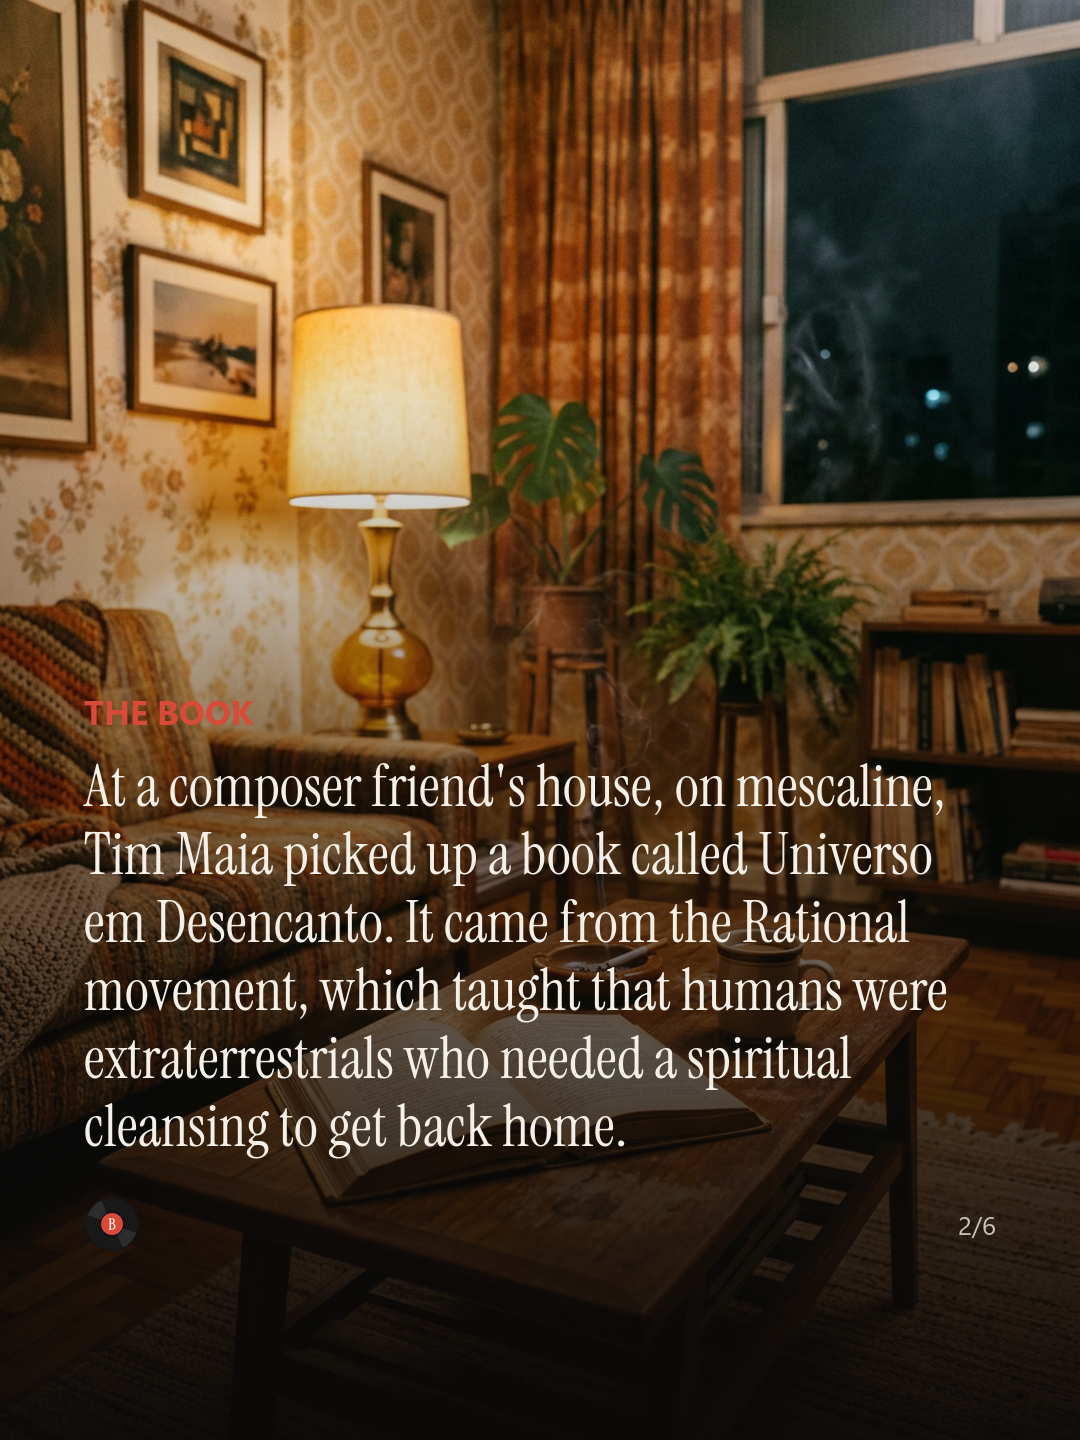 THE BOOK
At a composer friend's house, on mescaline,
Tim Maia picked up a book called Universo
em Desencanto. It came from the Rational
movement, which taught that humans were
extraterrestrials who needed a spiritual
cleansing to get back home.
B
2/6